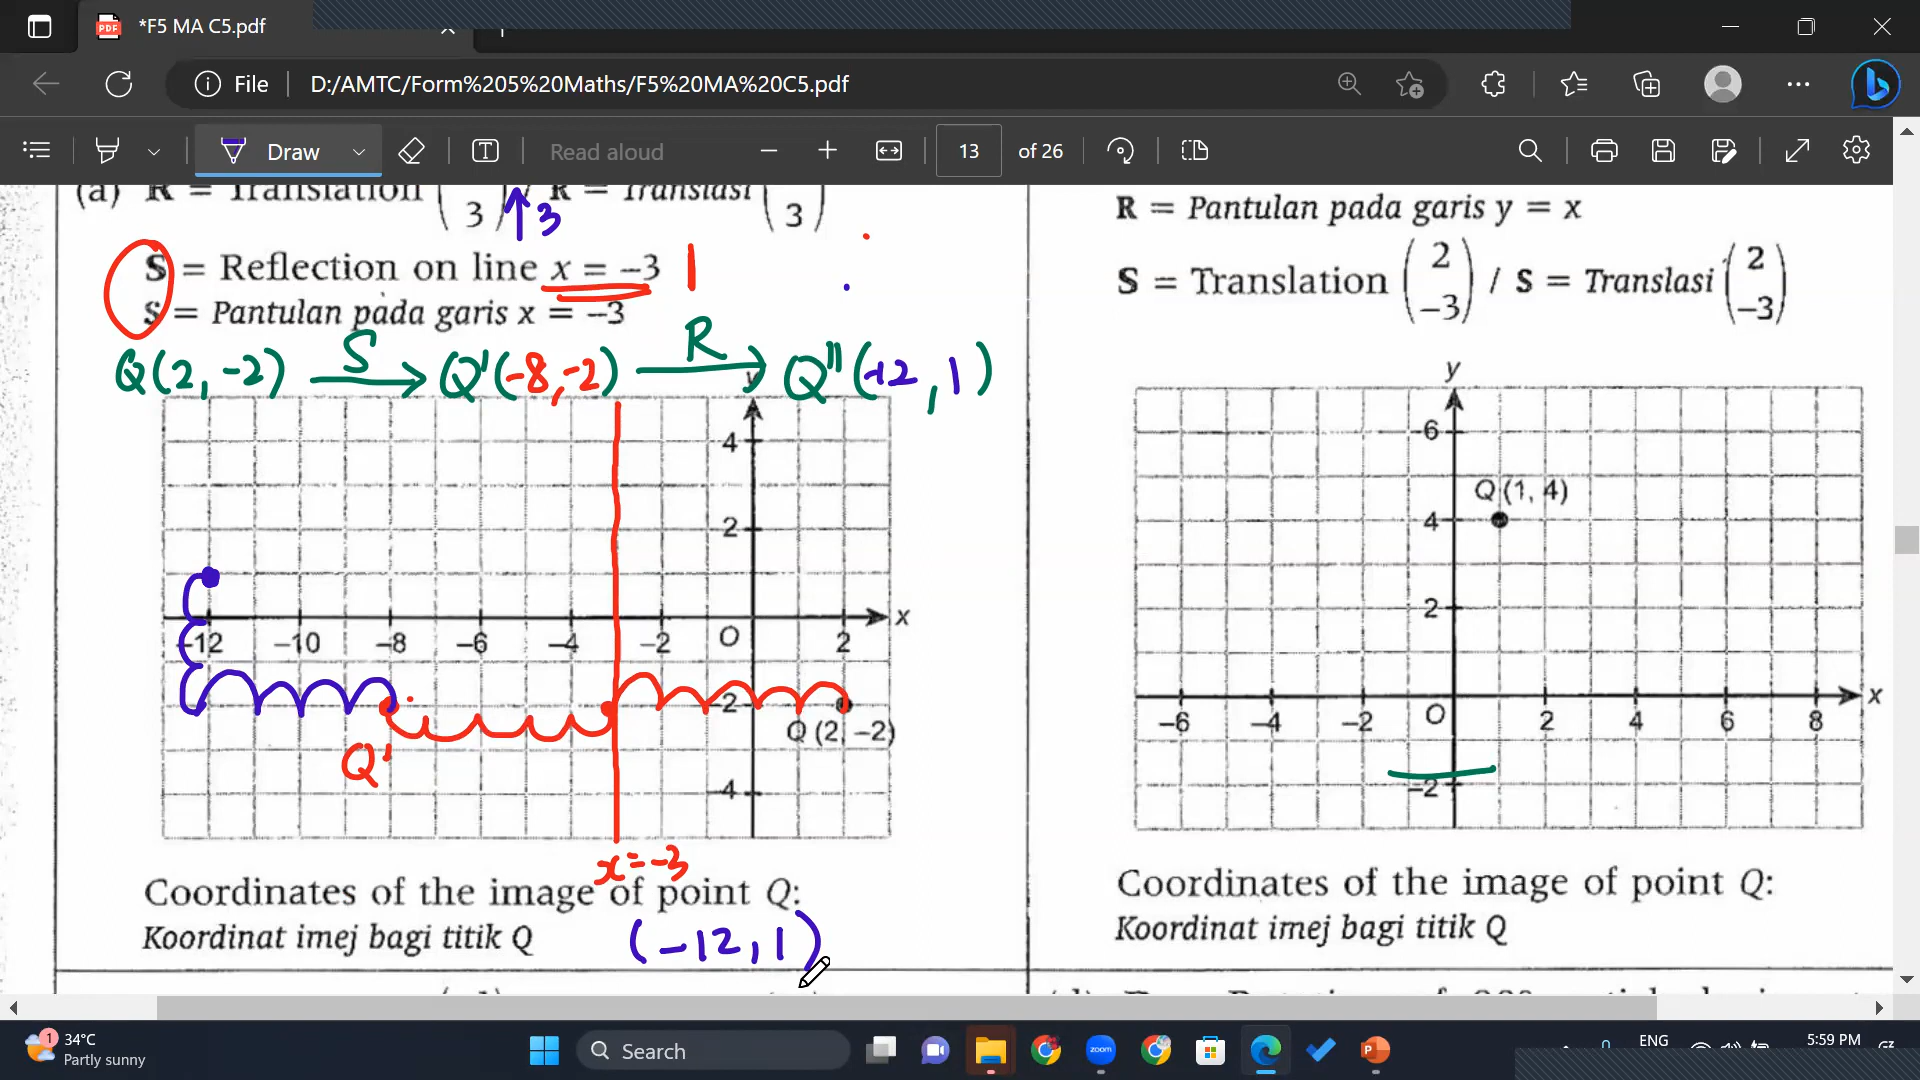 *F5 MA C5.pdf
File
D:/AMTC/Form%205%20Maths/F5%20MA%20C5.pdf
Draw
Read aloud
13 of 26
(a) R = Translation ( 3 ) / R = Translasi ( 3 )
↑3
S = Reflection on line x = −3
S = Pantulan pada garis x = −3
Q(2, -2) S→ Q'(-8,-2) R→ Q''(-12, 1)
y
4
2
−12 −10 −8 −6 −4 −2 O 2 x
−2
Q (2, −2)
Q'
−4
x=-3
Coordinates of the image of point Q:
Koordinat imej bagi titik Q
(-12, 1)
R = Pantulan pada garis y = x
S = Translation (2 −3) / S = Translasi (2 −3)
y
6
Q (1, 4)
4
2
−6 −4 −2 O 2 4 6 8 x
−2
Coordinates of the image of point Q:
Koordinat imej bagi titik Q
1
34°C
Partly sunny
Search
zoom
ENG
5:59 PM